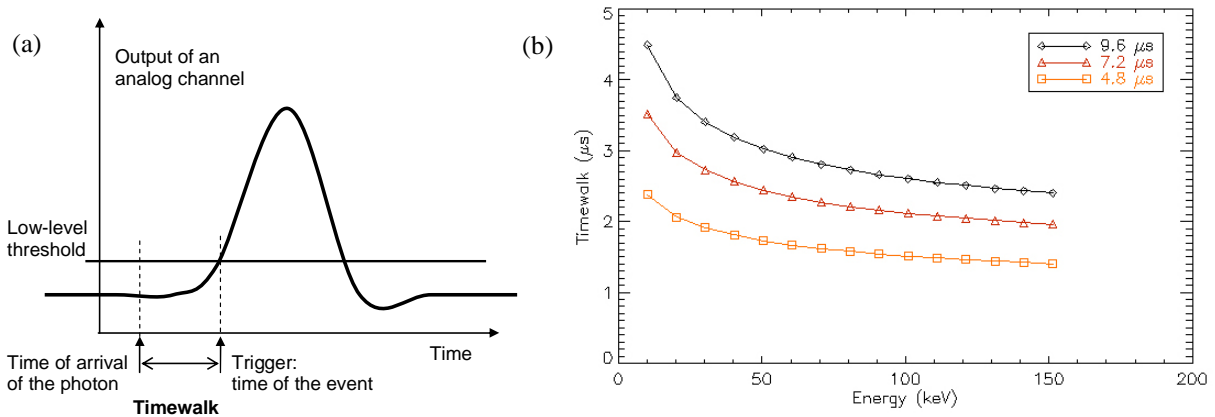 (a)
Output of an
analog channel
Low-level
threshold
Time
Time of arrival
of the photon
Trigger:
time of the event
Timewalk
(b)
9.6 μs
7.2 μs
4.8 μs
Timewalk (μs)
5
4
3
2
1
0
0 50 100 150 200
Energy (keV)